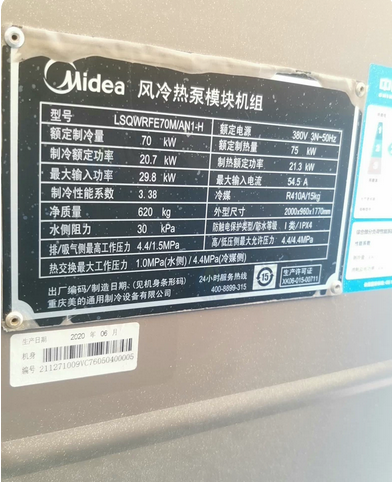 Midea 风冷热泵模块机组
型号 LSQWRFE70M/AN1-H 额定电源 380V 3N~50Hz
额定制冷量 70 kW 额定制热量 75 kW
制冷额定功率 20.7 kW 制热额定功率 21.3 kW
最大输入功率 29.8 kW 最大输入电流 54.5 A
制冷性能系数 3.38 冷媒 R410A/15kg
净质量 620 kg 外型尺寸 2000x960x1770mm
水侧阻力 30 kPa 防触电保护类型/防水等级 I 类/IPX4
排/吸气侧最高工作压力 4.4/1.5MPa 高/低压侧最大允许压力 4.4/4.4MPa
热交换最大工作压力 1.0MPa(水侧) / 4.4MPa(冷媒侧)
出厂编码/日期: (见机身条形码) 24小时服务热线 生产许可证
重庆美的通用制冷设备有限公司 400-8899-315 15 XK06-015-00711
生产日期 2020 年 06 月
机身
编号 211271009VC76060400005